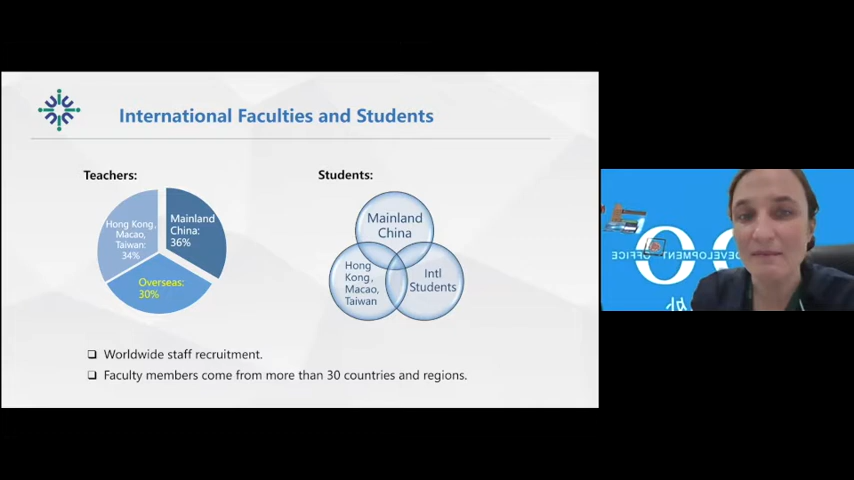 International Faculties and Students
Teachers:
Students:
Hong Kong,
Macao,
Taiwan:
34%
Mainland
China:
36%
Overseas:
30%
Mainland
China
Hong
Kong,
Macao,
Taiwan
Intl
Students
Worldwide staff recruitment.
Faculty members come from more than 30 countries and regions.
DEVELOPMENT
OFFICE